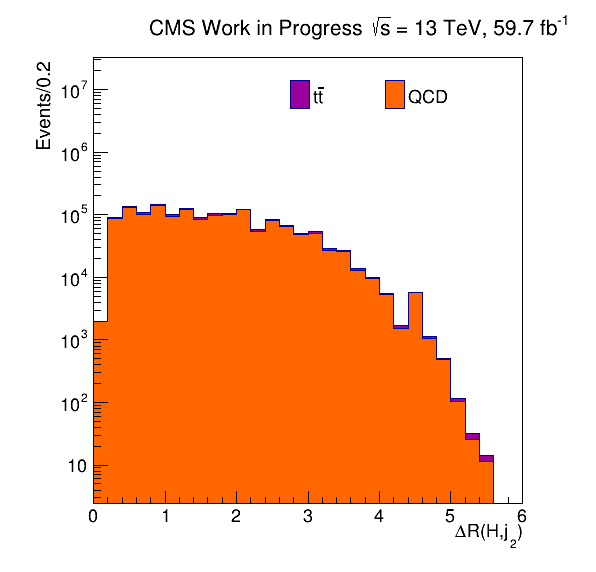 CMS Work in Progress √s = 13 TeV, 59.7 fb⁻¹
Events/0.2
tt̄
QCD
10⁷
10⁶
10⁵
10⁴
10³
10²
10
0 1 2 3 4 5 6
ΔR(H,j₂)